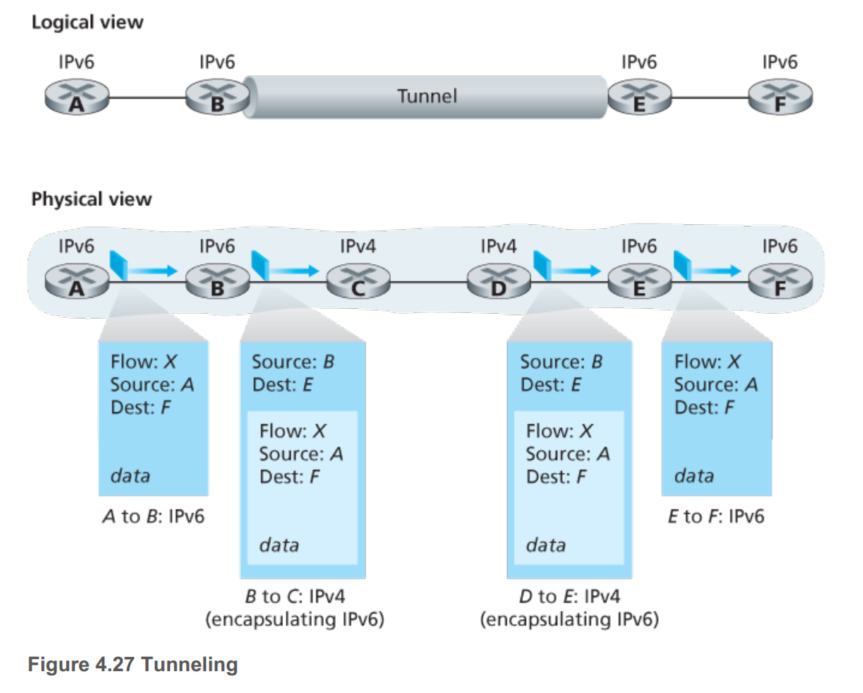 Logical view
IPv6 IPv6 IPv6 IPv6
A B Tunnel E F
Physical view
IPv6 IPv6 IPv4 IPv4 IPv6 IPv6
A B C D E F
Flow: X
Source: A
Dest: F
data
A to B: IPv6
Source: B
Dest: E
Flow: X
Source: A
Dest: F
data
B to C: IPv4
(encapsulating IPv6)
Source: B
Dest: E
Flow: X
Source: A
Dest: F
data
D to E: IPv4
(encapsulating IPv6)
Flow: X
Source: A
Dest: F
data
E to F: IPv6
Figure 4.27 Tunneling